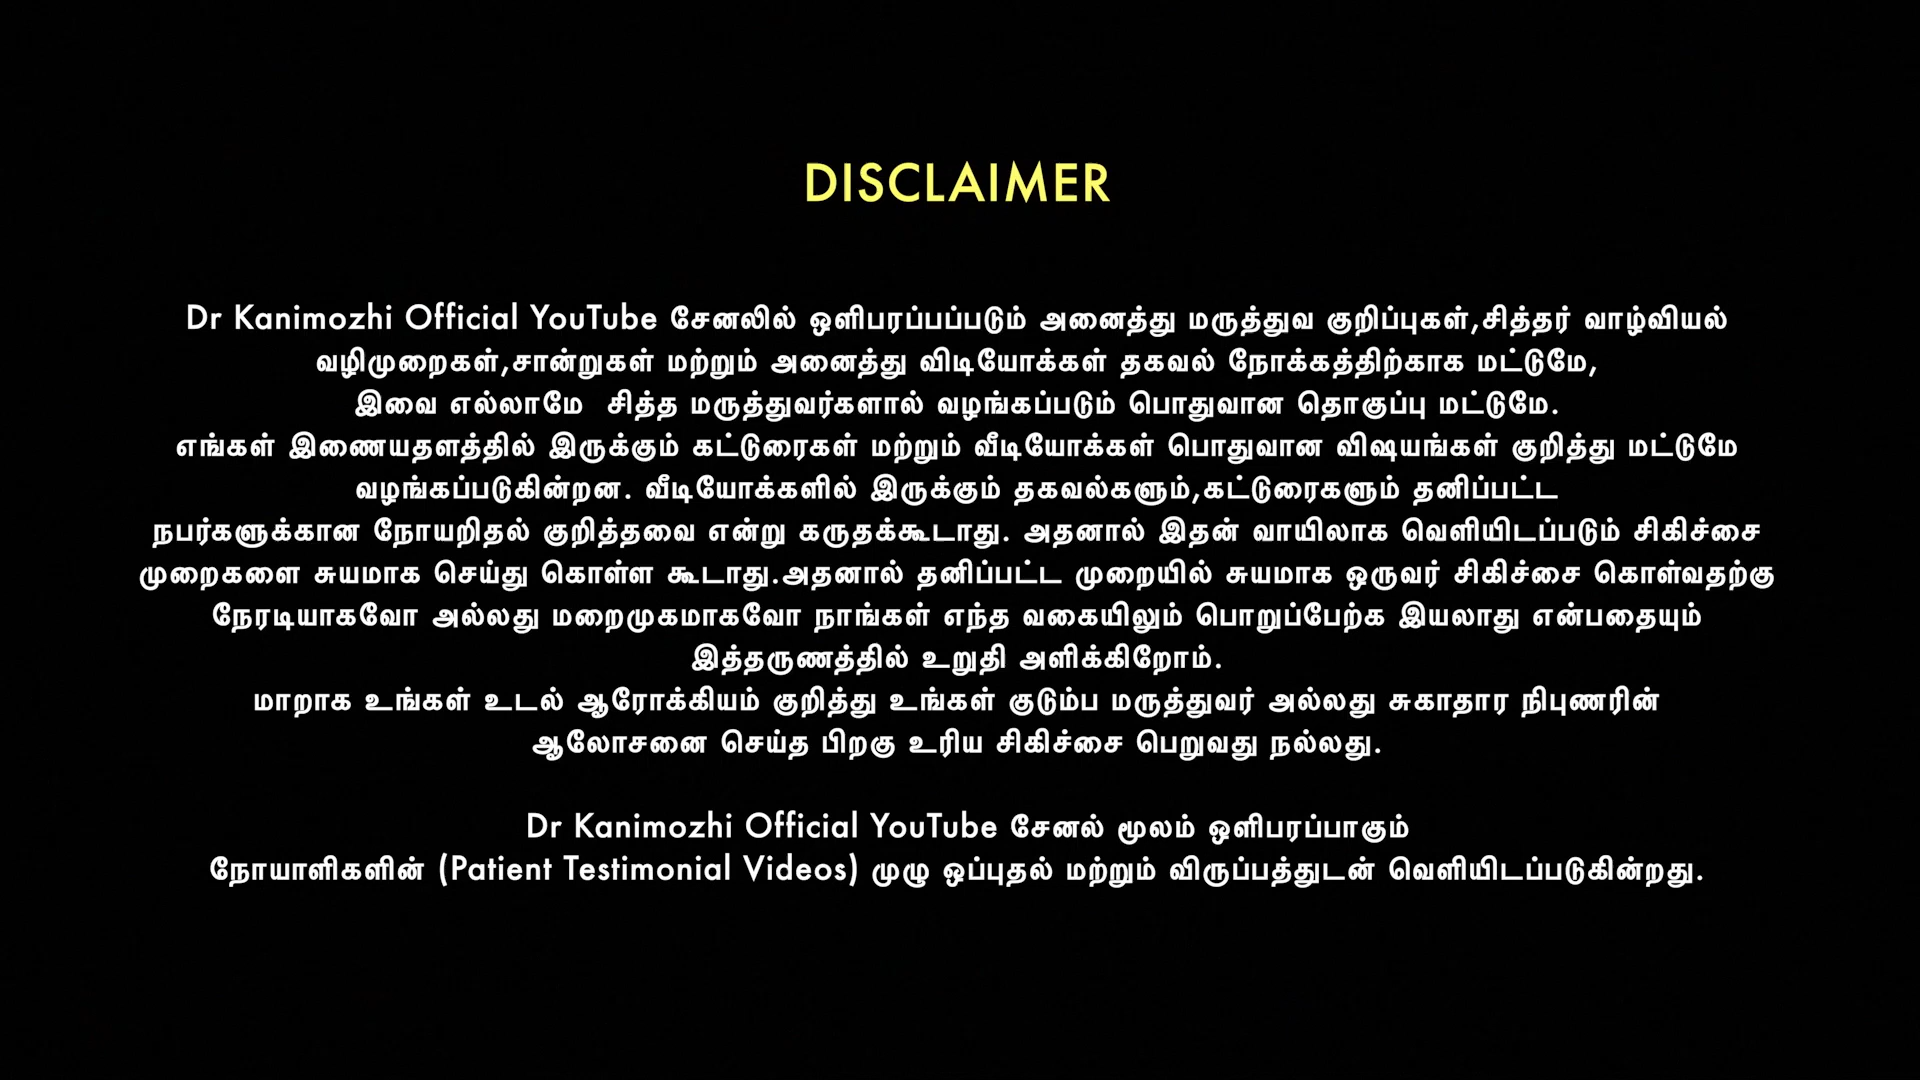 DISCLAIMER
Dr Kanimozhi Official YouTube சேனலில் ஒளிபரப்பப்படும் அனைத்து மருத்துவ குறிப்புகள்,சித்தர் வாழ்வியல்
வழிமுறைகள்,சான்றுகள் மற்றும் அனைத்து விடியோக்கள் தகவல் நோக்கத்திற்காக மட்டுமே,
இவை எல்லாமே சித்த மருத்துவர்களால் வழங்கப்படும் பொதுவான தொகுப்பு மட்டுமே.
எங்கள் இணையதளத்தில் இருக்கும் கட்டுரைகள் மற்றும் வீடியோக்கள் பொதுவான விஷயங்கள் குறித்து மட்டுமே
வழங்கப்படுகின்றன. வீடியோக்களில் இருக்கும் தகவல்களும்,கட்டுரைகளும் தனிப்பட்ட
நபர்களுக்கான நோயறிதல் குறித்தவை என்று கருதக்கூடாது. அதனால் இதன் வாயிலாக வெளியிடப்படும் சிகிச்சை
முறைகளை சுயமாக செய்து கொள்ள கூடாது.அதனால் தனிப்பட்ட முறையில் சுயமாக ஒருவர் சிகிச்சை கொள்வதற்கு
நேரடியாகவோ அல்லது மறைமுகமாகவோ நாங்கள் எந்த வகையிலும் பொறுப்பேற்க இயலாது என்பதையும்
இத்தருணத்தில் உறுதி அளிக்கிறோம்.
மாறாக உங்கள் உடல் ஆரோக்கியம் குறித்து உங்கள் குடும்ப மருத்துவர் அல்லது சுகாதார நிபுணரின்
ஆலோசனை செய்த பிறகு உரிய சிகிச்சை பெறுவது நல்லது.
Dr Kanimozhi Official YouTube சேனல் மூலம் ஒளிபரப்பாகும்
நோயாளிகளின் (Patient Testimonial Videos) முழு ஒப்புதல் மற்றும் விருப்பத்துடன் வெளியிடப்படுகின்றது.